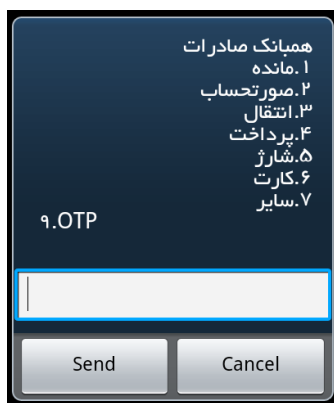 همبانک صادرات
۱.مانده
۲.صورتحساب
۳.انتقال
۴.پرداخت
۵.شارژ
۶.کارت
۷.سایر
۹.OTP
Send
Cancel